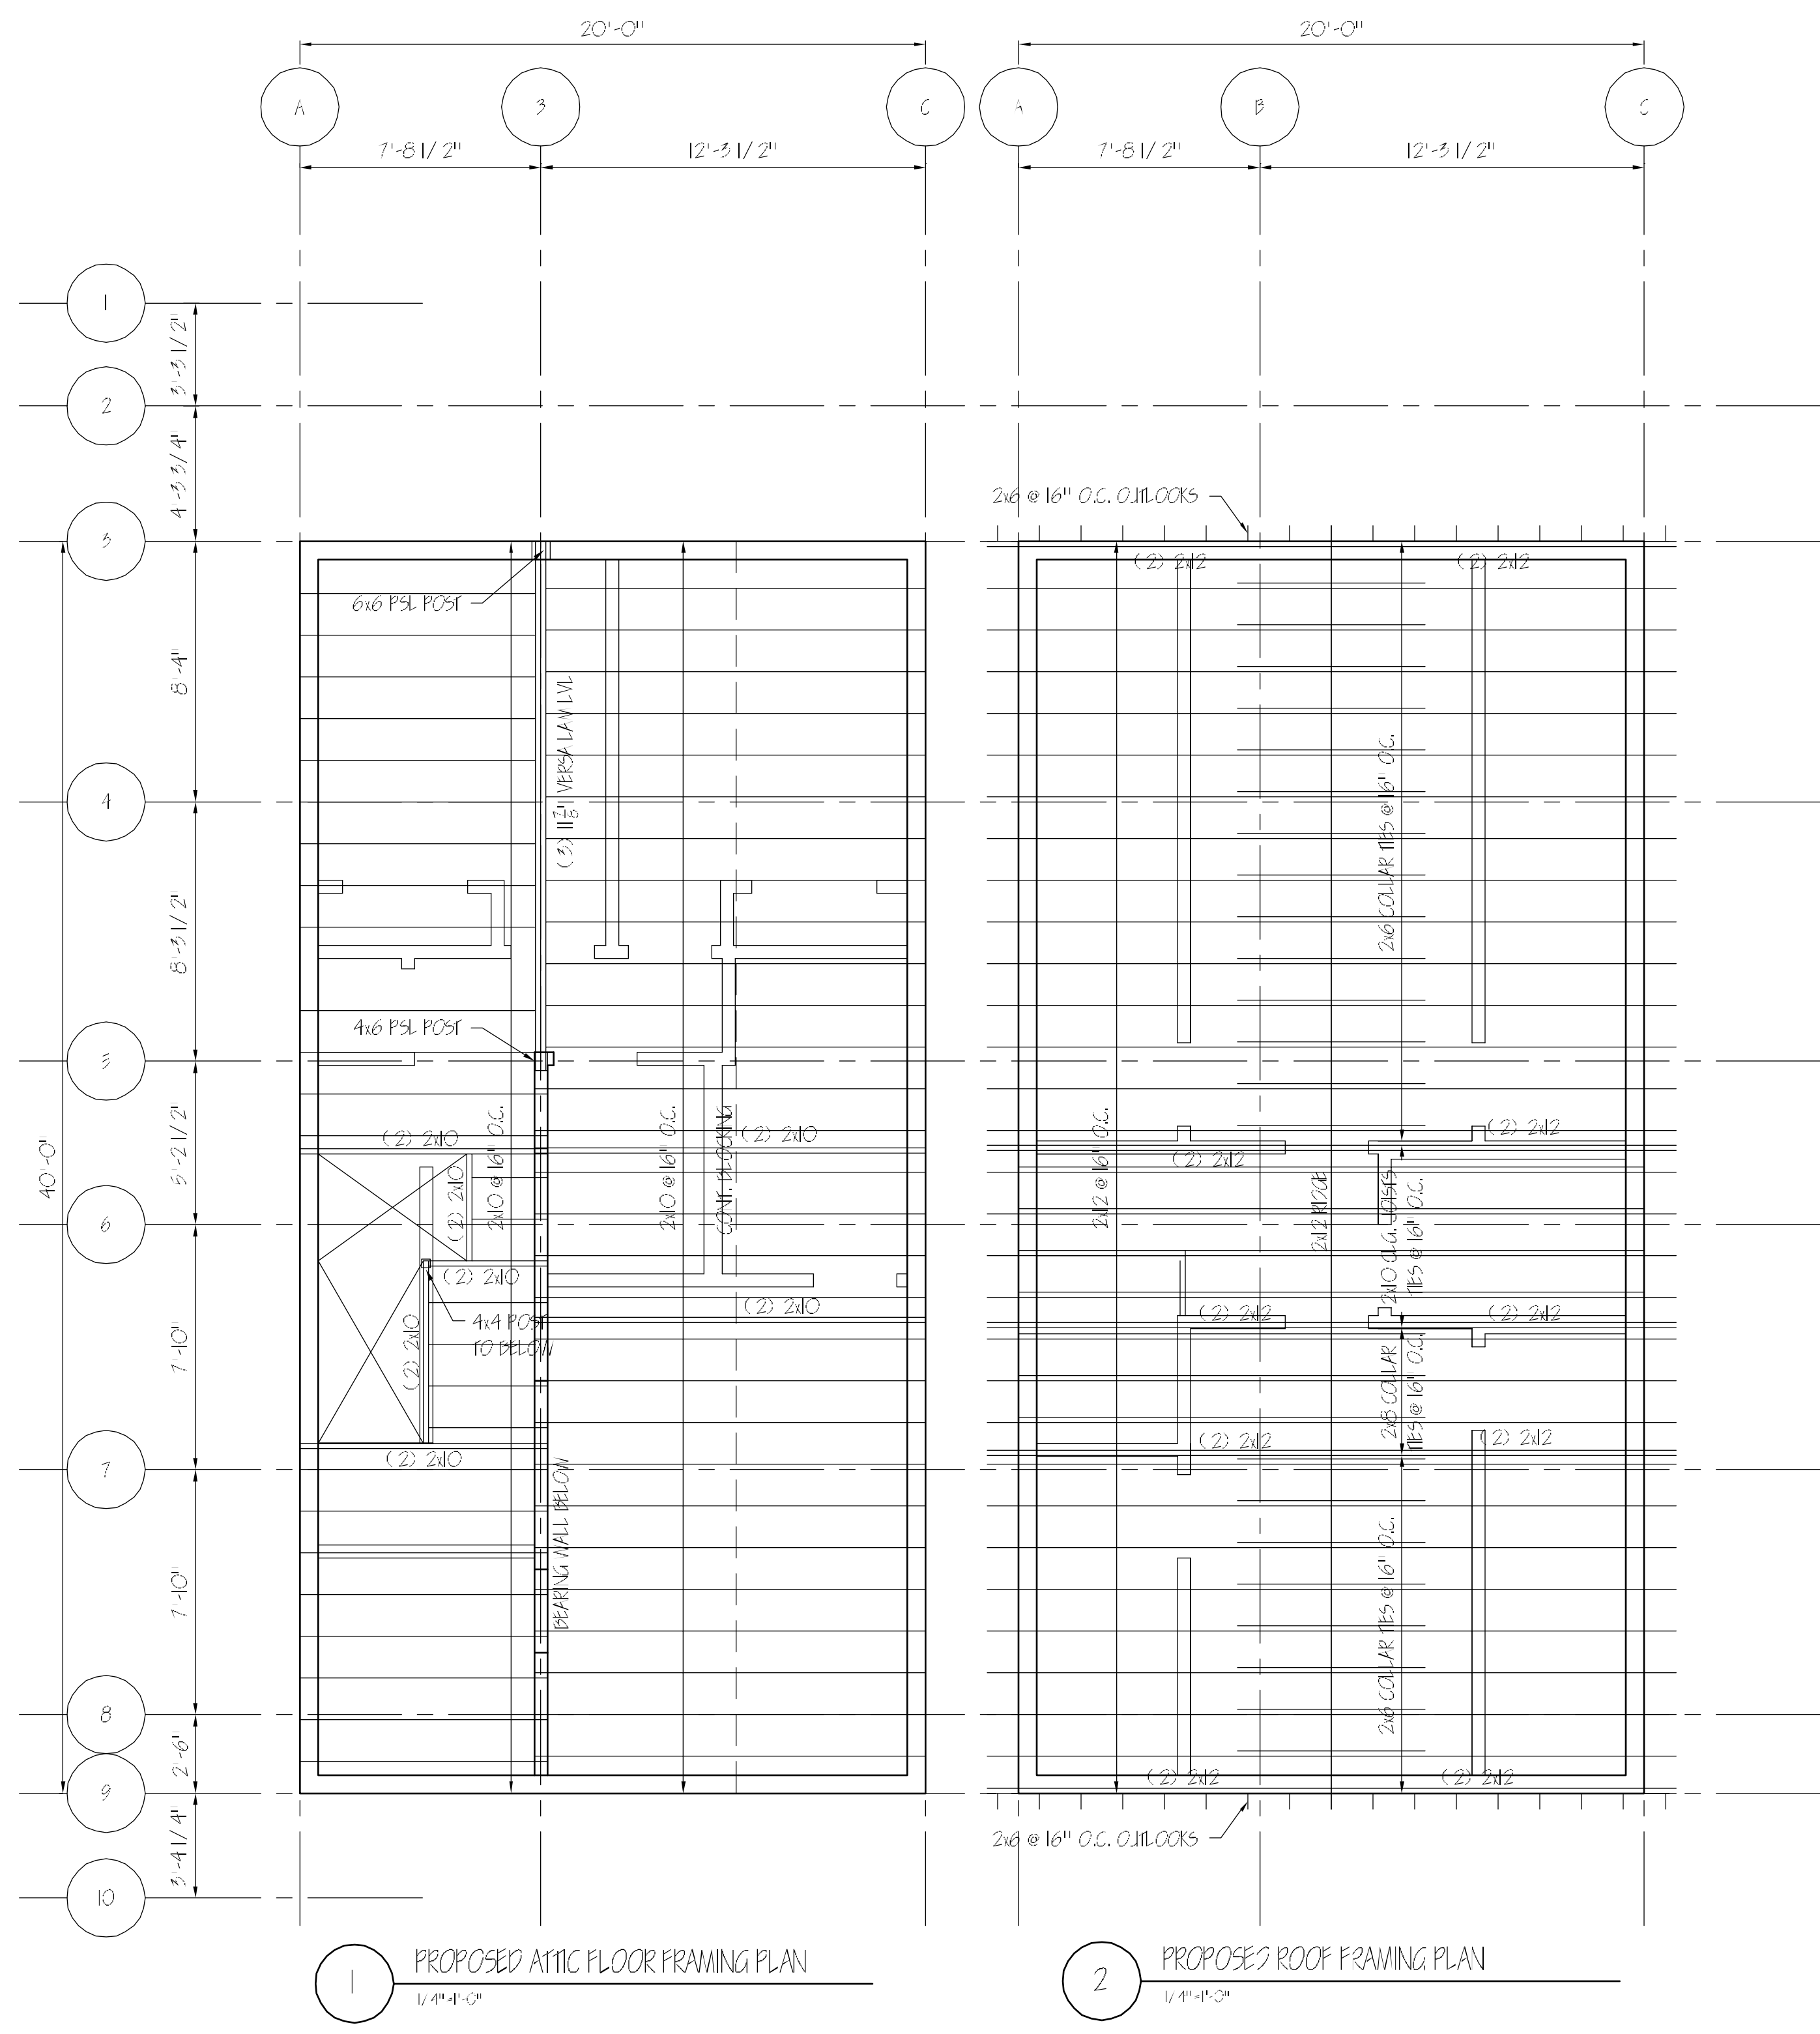 20'-0"
20'-0"
A
3
C
A
B
C
7'-8 1/2"
12'-3 1/2"
7'-8 1/2"
12'-3 1/2"
1
3'-3 1/2"
2
4'-3 3/4"
3
8'-4"
4
8'-3 1/2"
5
5'-2 1/2"
6
7'-10"
7
7'-10"
8
2'-6"
9
3'-4 1/4"
10
40'-0"
6x6 PSL POST
(3) 11 7/8" VERSA LAM LVL
4x6 PSL POST
(2) 2x10
2x10 @ 16" O.C.
2x10 @ 16" O.C.
CONT. BLOCKING
(2) 2x10
(2) 2x10
(2) 2x10
(2) 2x10
4x4 POST
TO BELOW
(2) 2x10
(2) 2x10
BEARING WALL BELOW
2x6 @ 16" O.C. OUTLOOKS
(2) 2x12
(2) 2x12
2x6 COLLAR TIES @ 16" O.C.
2x12 @ 16" O.C.
(2) 2x12
(2) 2x12
2x12 RIDGE
2x10 CLG. JOISTS
TIES @ 16" O.C.
(2) 2x12
(2) 2x12
2x8 COLLAR
TIES @ 16" O.C.
(2) 2x12
(2) 2x12
2x6 COLLAR TIES @ 16" O.C.
(2) 2x12
(2) 2x12
2x6 @ 16" O.C. OUTLOOKS
1
PROPOSED ATTIC FLOOR FRAMING PLAN
1/4"=1'-0"
2
PROPOSED ROOF FRAMING PLAN
1/4"=1'-0"